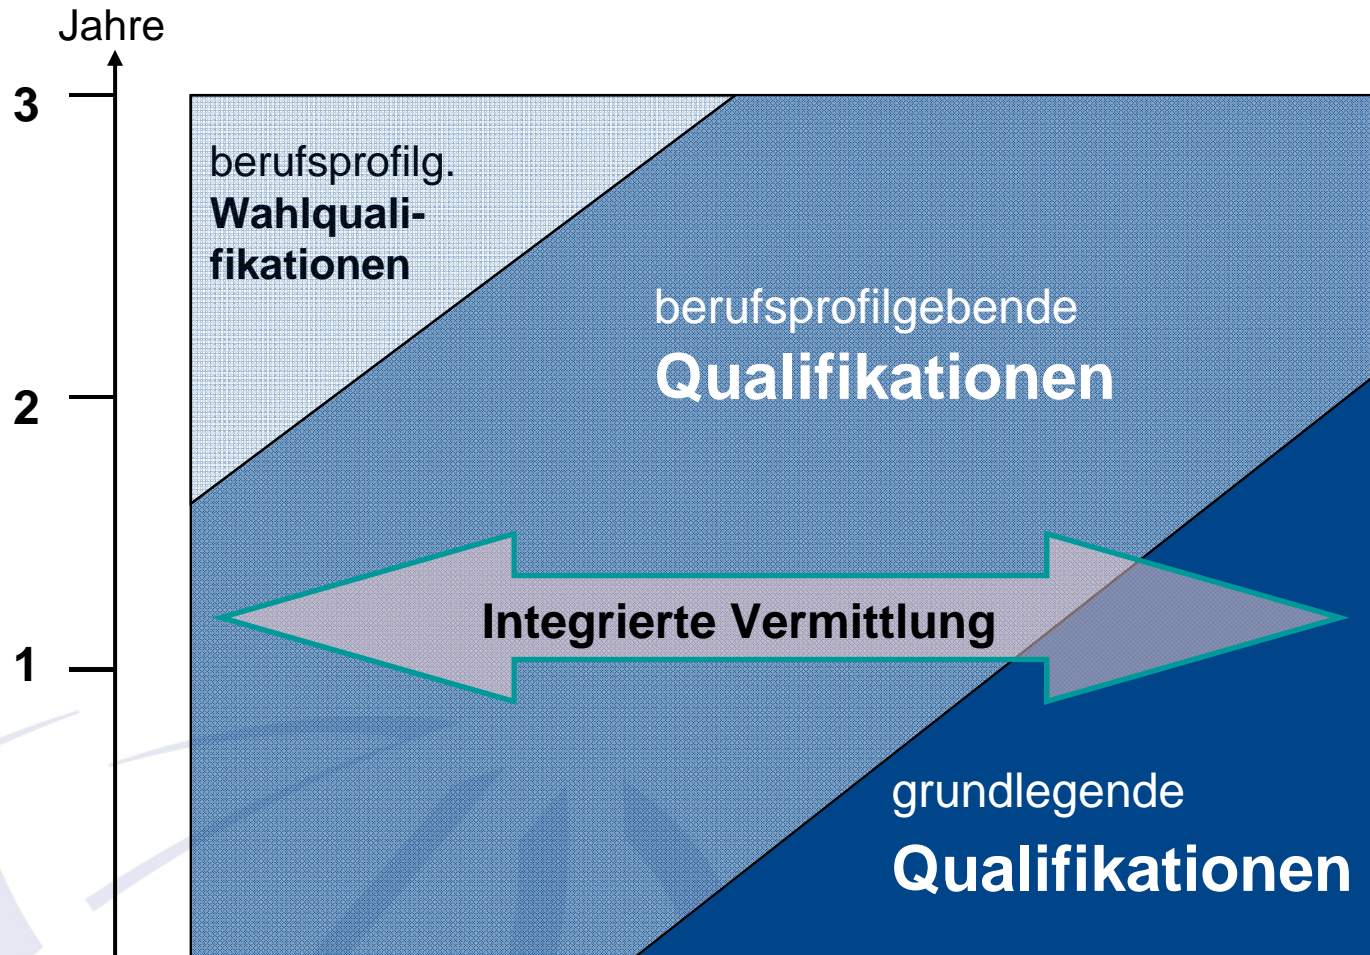 Jahre
3
berufsprofilg.
Wahlquali-
fikationen
berufsprofilgebende
Qualifikationen
2
Integrierte Vermittlung
1
grundlegende
Qualifikationen